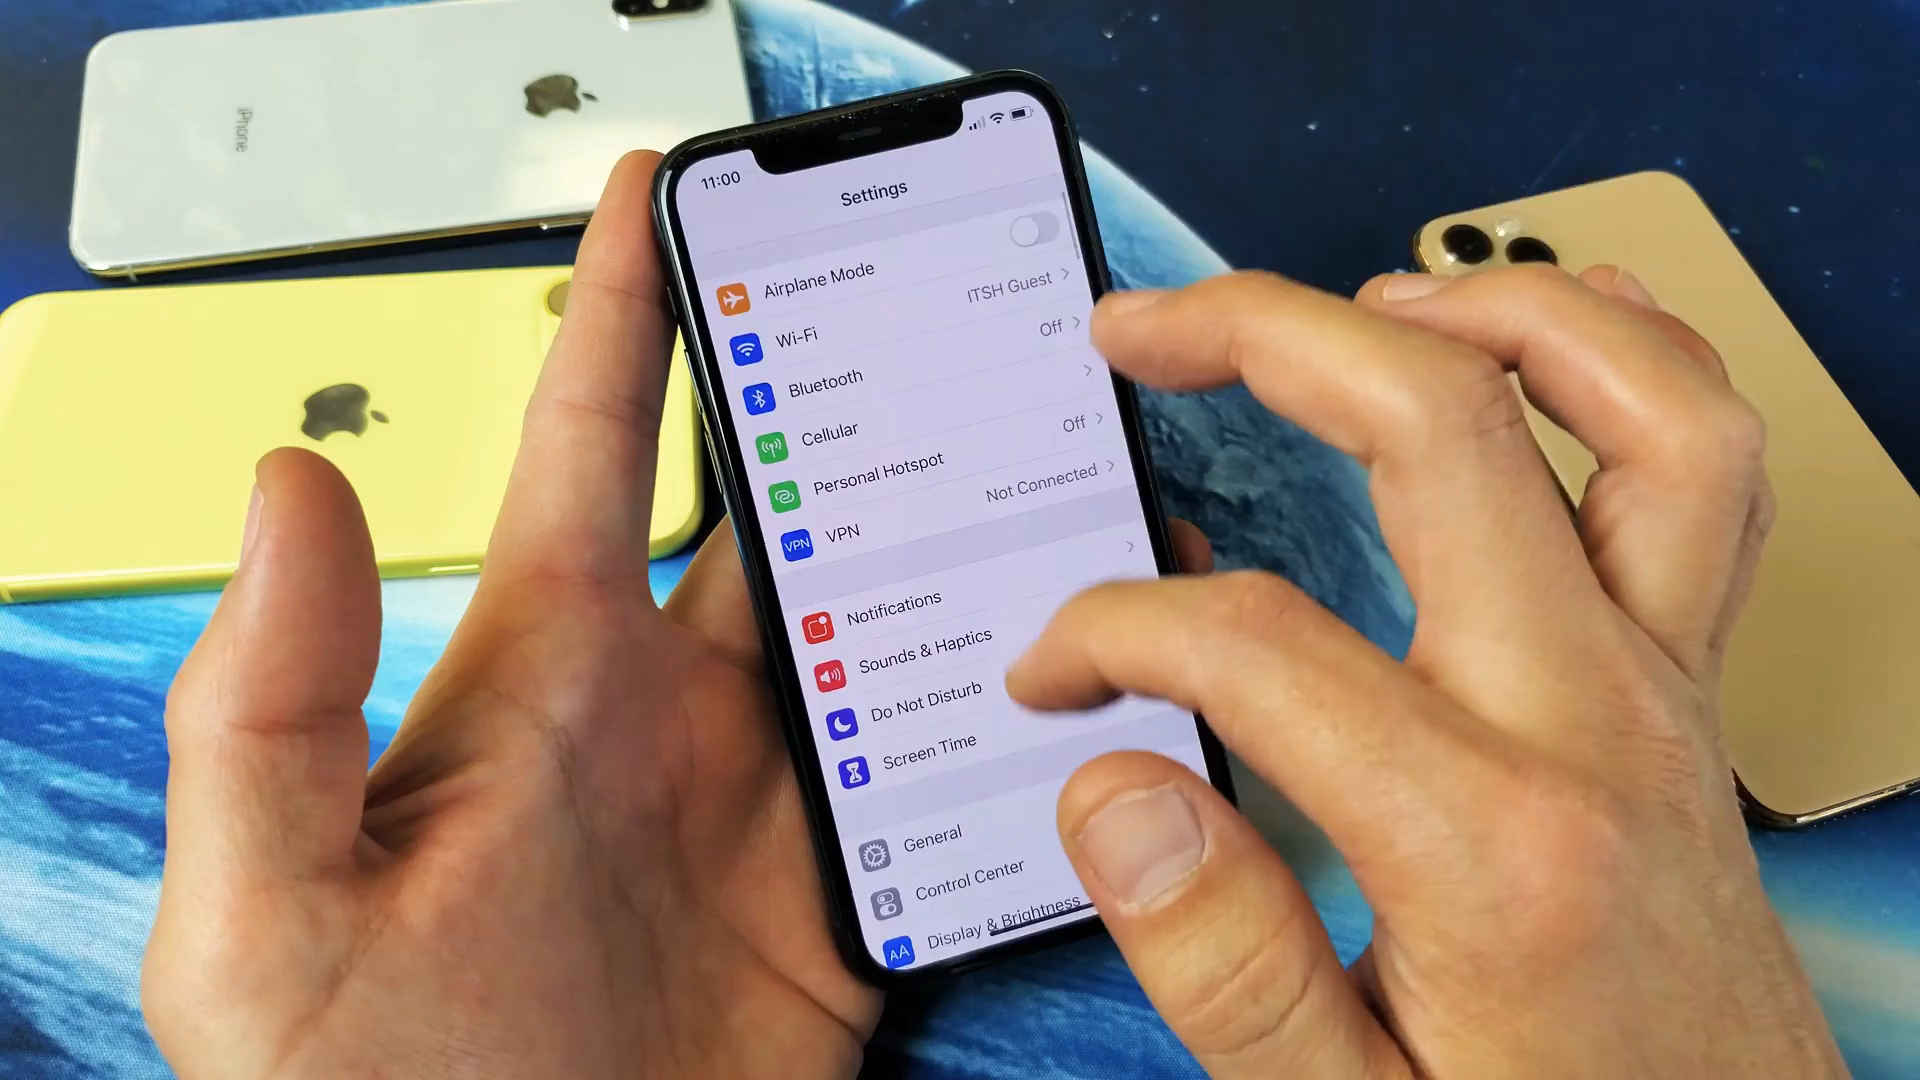 iPhone
11:00
Settings
Airplane Mode
Wi-Fi ITSH Guest
Bluetooth Off
Cellular
Personal Hotspot Off
VPN VPN Not Connected
Notifications
Sounds & Haptics
Do Not Disturb
Screen Time
General
Control Center
AA Display & Brightness